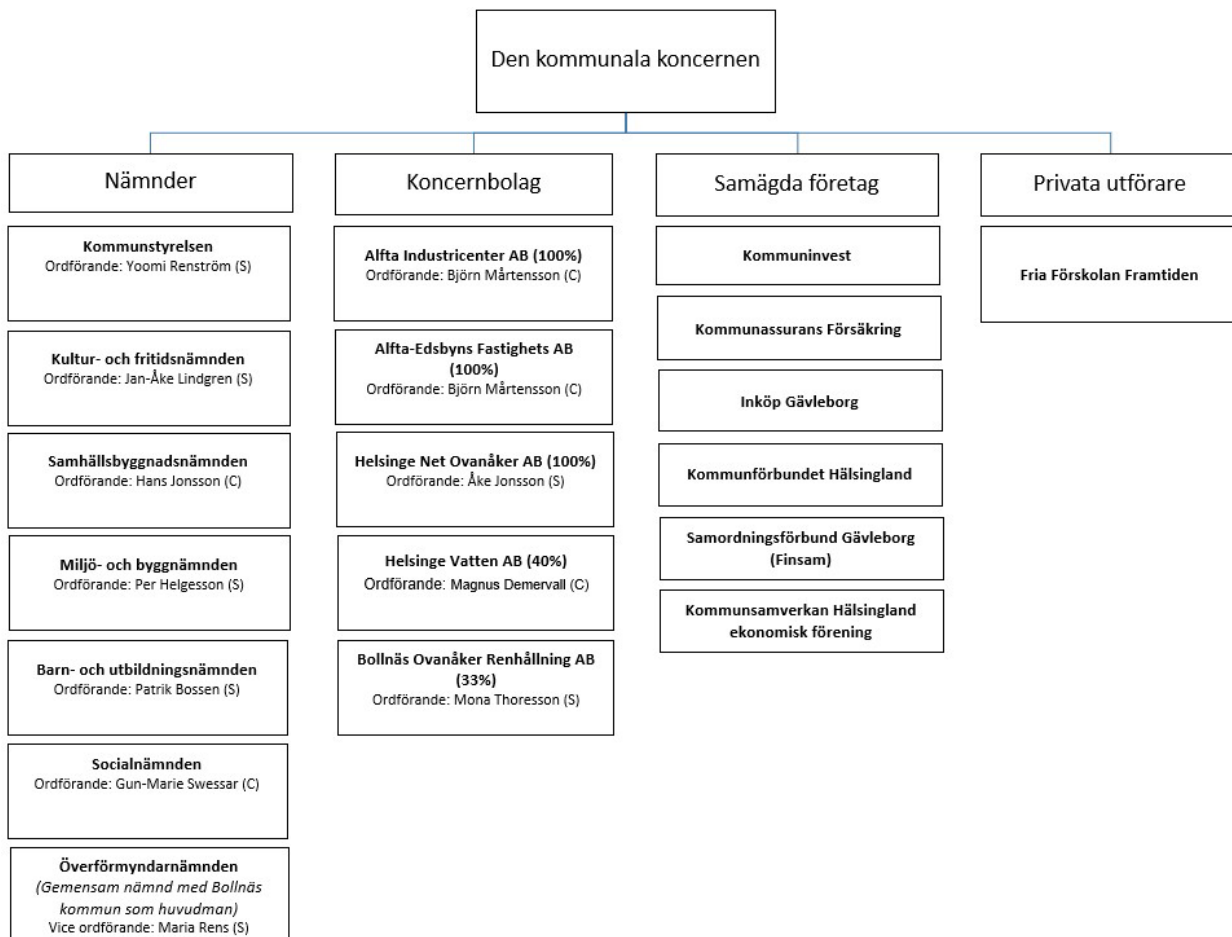 Den kommunala koncernen
Nämnder
Kommunstyrelsen
Ordförande: Yoomi Renström (S)
Kultur- och fritidsnämnden
Ordförande: Jan-Åke Lindgren (S)
Samhällsbyggnadsnämnden
Ordförande: Hans Jonsson (C)
Miljö- och byggnämnden
Ordförande: Per Helgesson (S)
Barn- och utbildningsnämnden
Ordförande: Patrik Bossen (S)
Socialnämnden
Ordförande: Gun-Marie Swessar (C)
Överförmyndarnämnden
(Gemensam nämnd med Bollnäs
kommun som huvudman)
Vice ordförande: Maria Rens (S)
Koncernbolag
Alfta Industricenter AB (100%)
Ordförande: Björn Mårtensson (C)
Alfta-Edsbyns Fastighets AB
(100%)
Ordförande: Björn Mårtensson (C)
Helsinge Net Ovanåker AB (100%)
Ordförande: Åke Jonsson (S)
Helsinge Vatten AB (40%)
Ordförande: Magnus Demervall (C)
Bollnäs Ovanåker Renhållning AB
(33%)
Ordförande: Mona Thoresson (S)
Samägda företag
Kommuninvest
Kommunassurans Försäkring
Inköp Gävleborg
Kommunförbundet Hälsingland
Samordningsförbund Gävleborg
(Finsam)
Kommunsamverkan Hälsingland
ekonomisk förening
Privata utförare
Fria Förskolan Framtiden